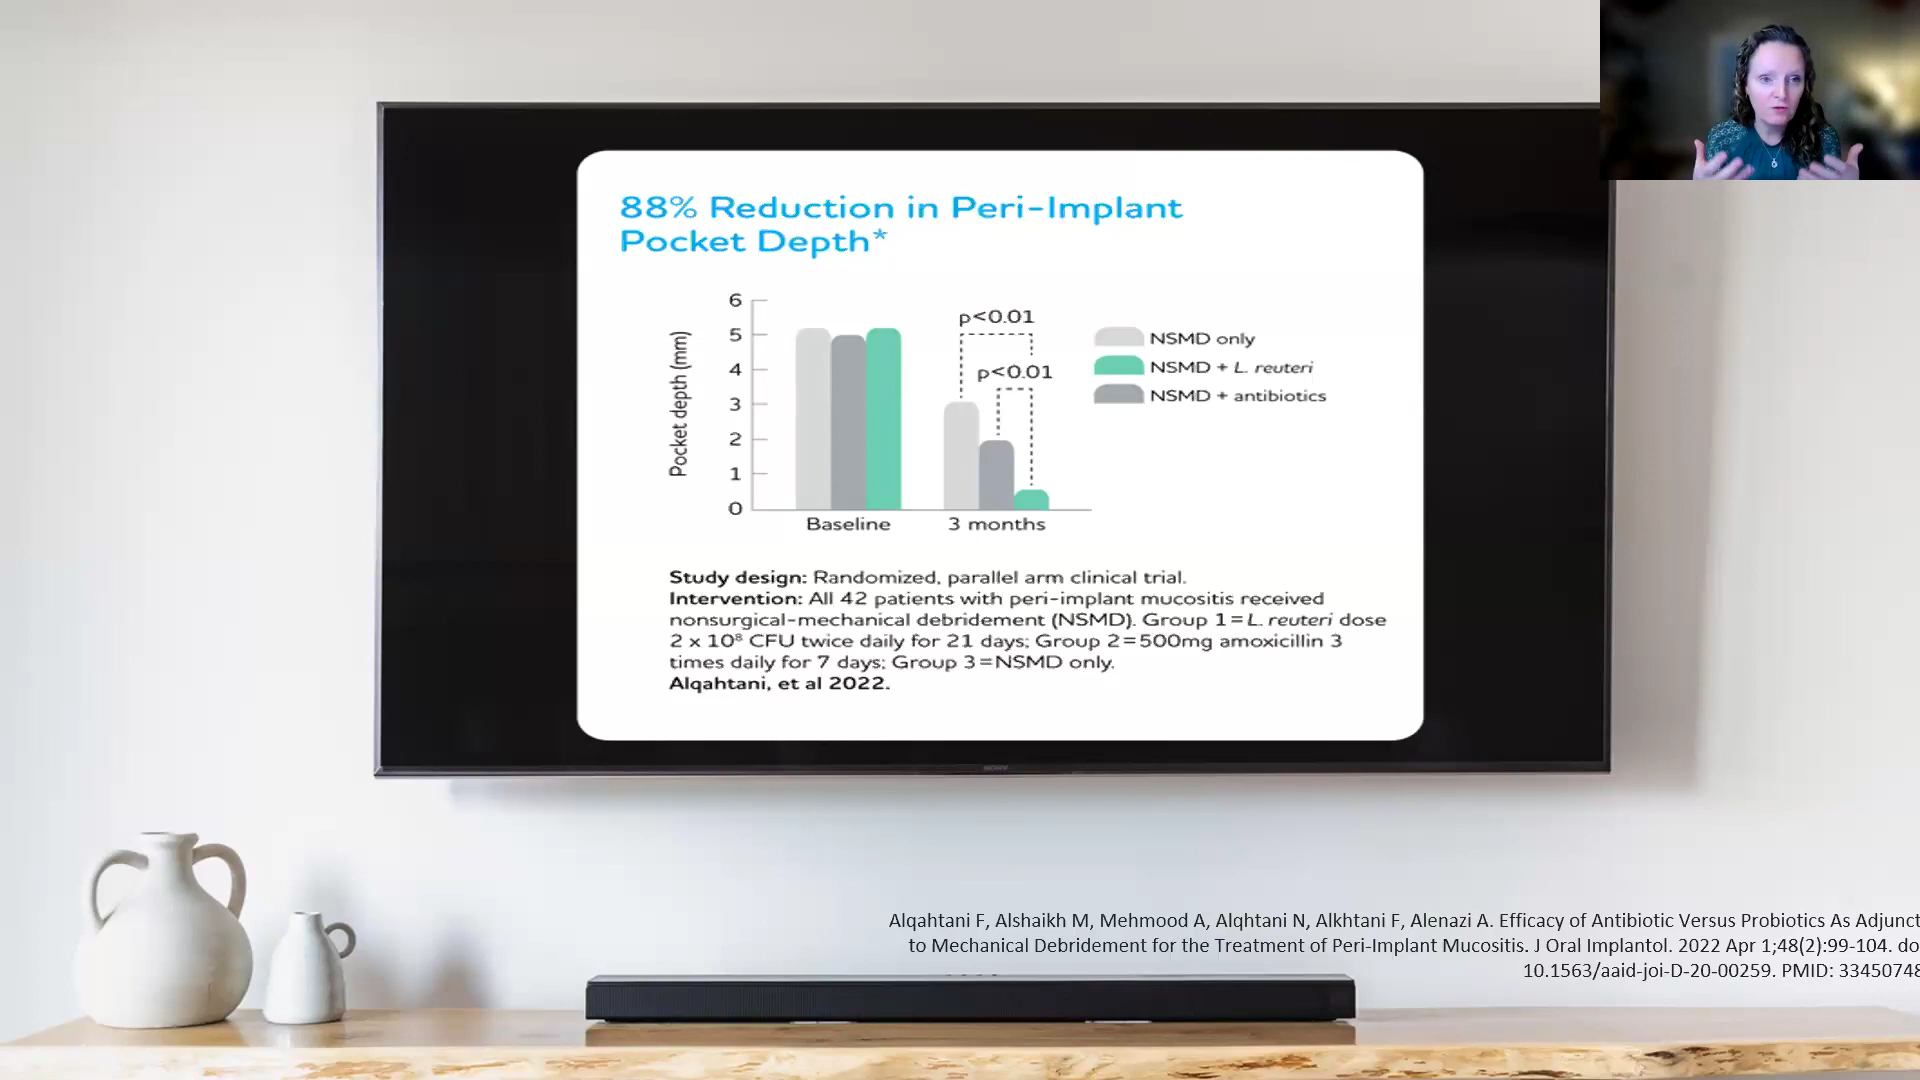 88% Reduction in Peri-Implant
Pocket Depth*
6
5
4
3
2
1
0
Pocket depth (mm)
p<0.01
p<0.01
Baseline
3 months
NSMD only
NSMD + L. reuteri
NSMD + antibiotics
Study design: Randomized, parallel arm clinical trial.
Intervention: All 42 patients with peri-implant mucositis received
nonsurgical-mechanical debridement (NSMD). Group 1=L. reuteri dose
2 x 10⁸ CFU twice daily for 21 days; Group 2=500mg amoxicillin 3
times daily for 7 days; Group 3=NSMD only.
Alqahtani, et al 2022.
SONY
Alqahtani F, Alshaikh M, Mehmood A, Alqhtani N, Alkhtani F, Alenazi A. Efficacy of Antibiotic Versus Probiotics As Adjunct
to Mechanical Debridement for the Treatment of Peri-Implant Mucositis. J Oral Implantol. 2022 Apr 1;48(2):99-104. do
10.1563/aaid-joi-D-20-00259. PMID: 33450748